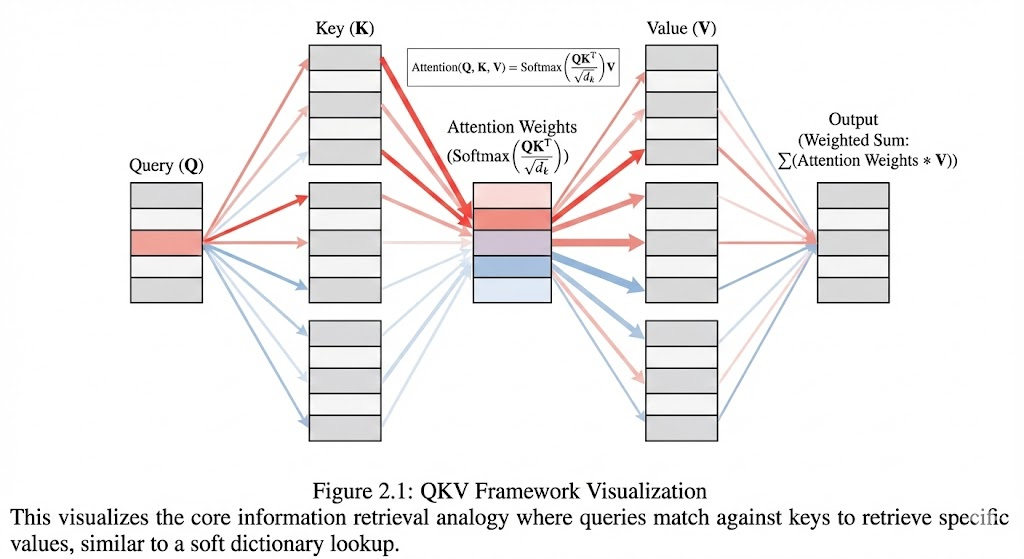 Key (K)
Value (V)
Attention(Q, K, V) = Softmax(QKᵀ/√dₖ)V
Output
(Weighted Sum:
∑(Attention Weights * V))
Attention Weights
(Softmax(QKᵀ/√dₖ))
Query (Q)
Figure 2.1: QKV Framework Visualization
This visualizes the core information retrieval analogy where queries match against keys to retrieve specific
values, similar to a soft dictionary lookup.